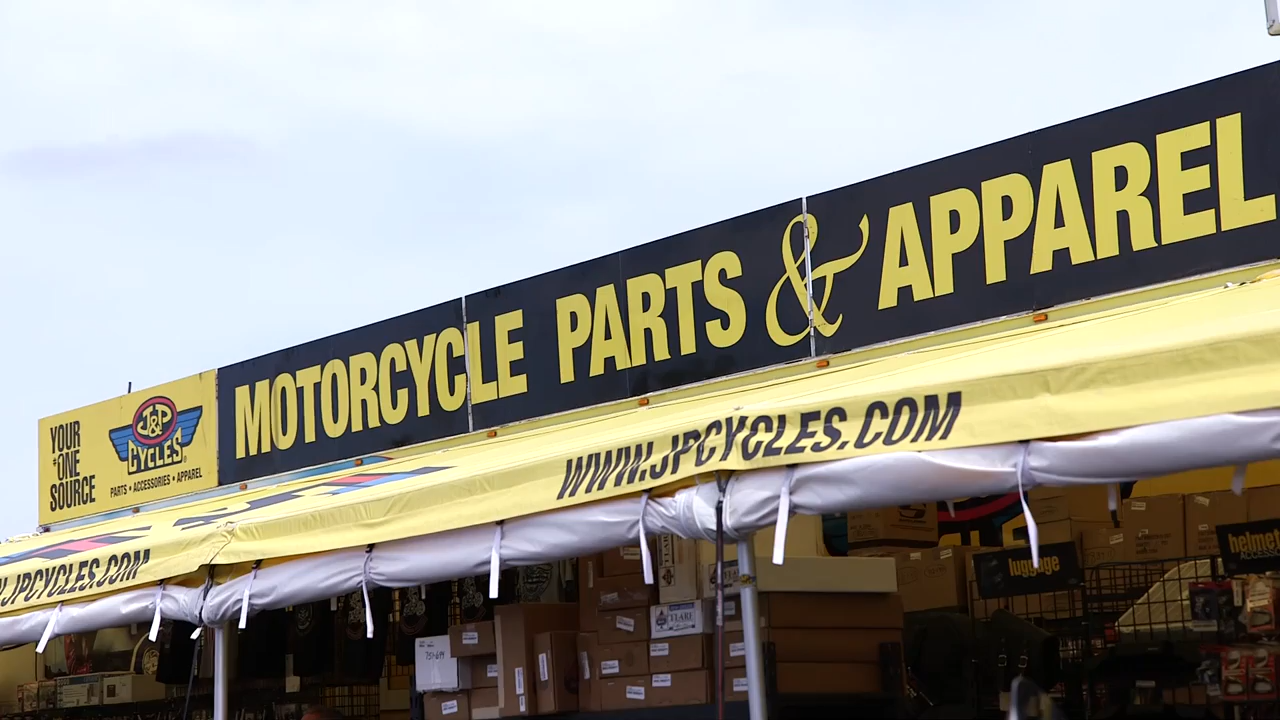 YOUR
#ONE
SOURCE
J&P
CYCLES
PARTS • ACCESSORIES • APPAREL
MOTORCYCLE PARTS & APPAREL
WWW.JPCYCLES.COM
W.JPCYCLES.COM
luggage
helmet